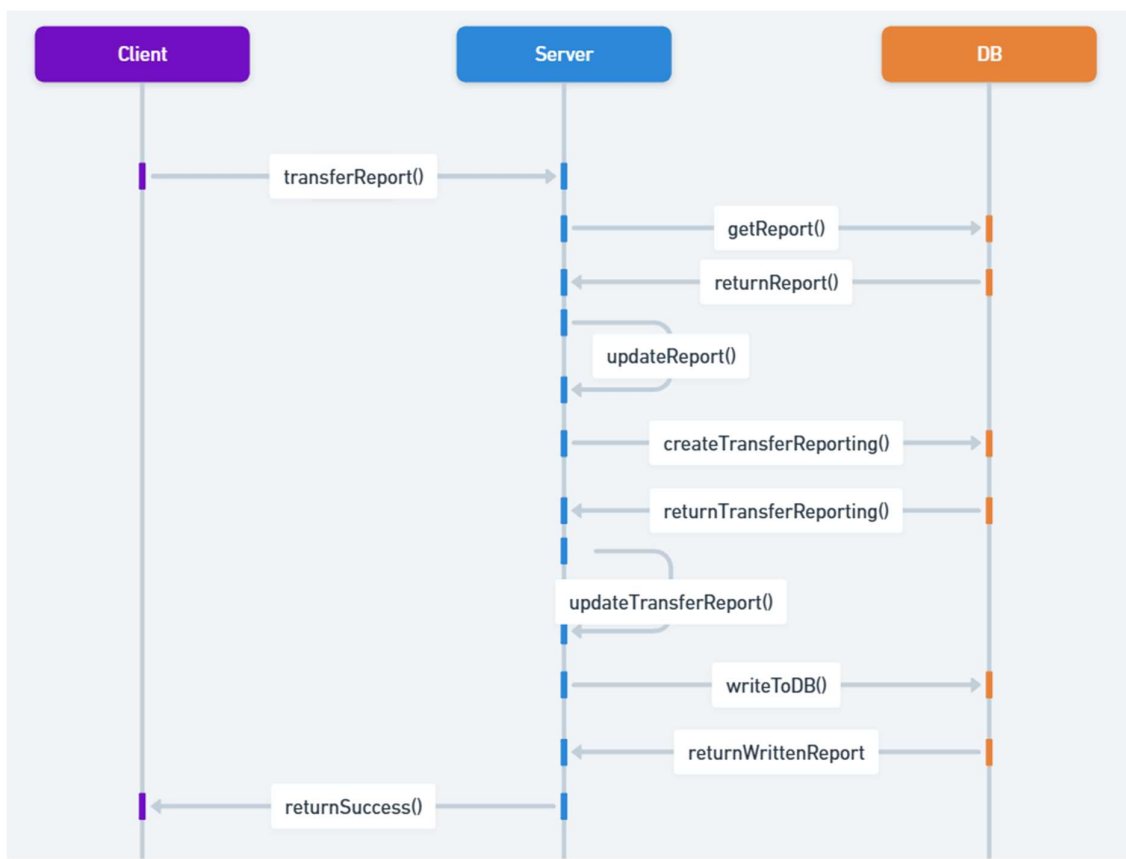 Client
Server
DB
transferReport()
getReport()
returnReport()
updateReport()
createTransferReporting()
returnTransferReporting()
updateTransferReport()
writeToDB()
returnWrittenReport
returnSuccess()